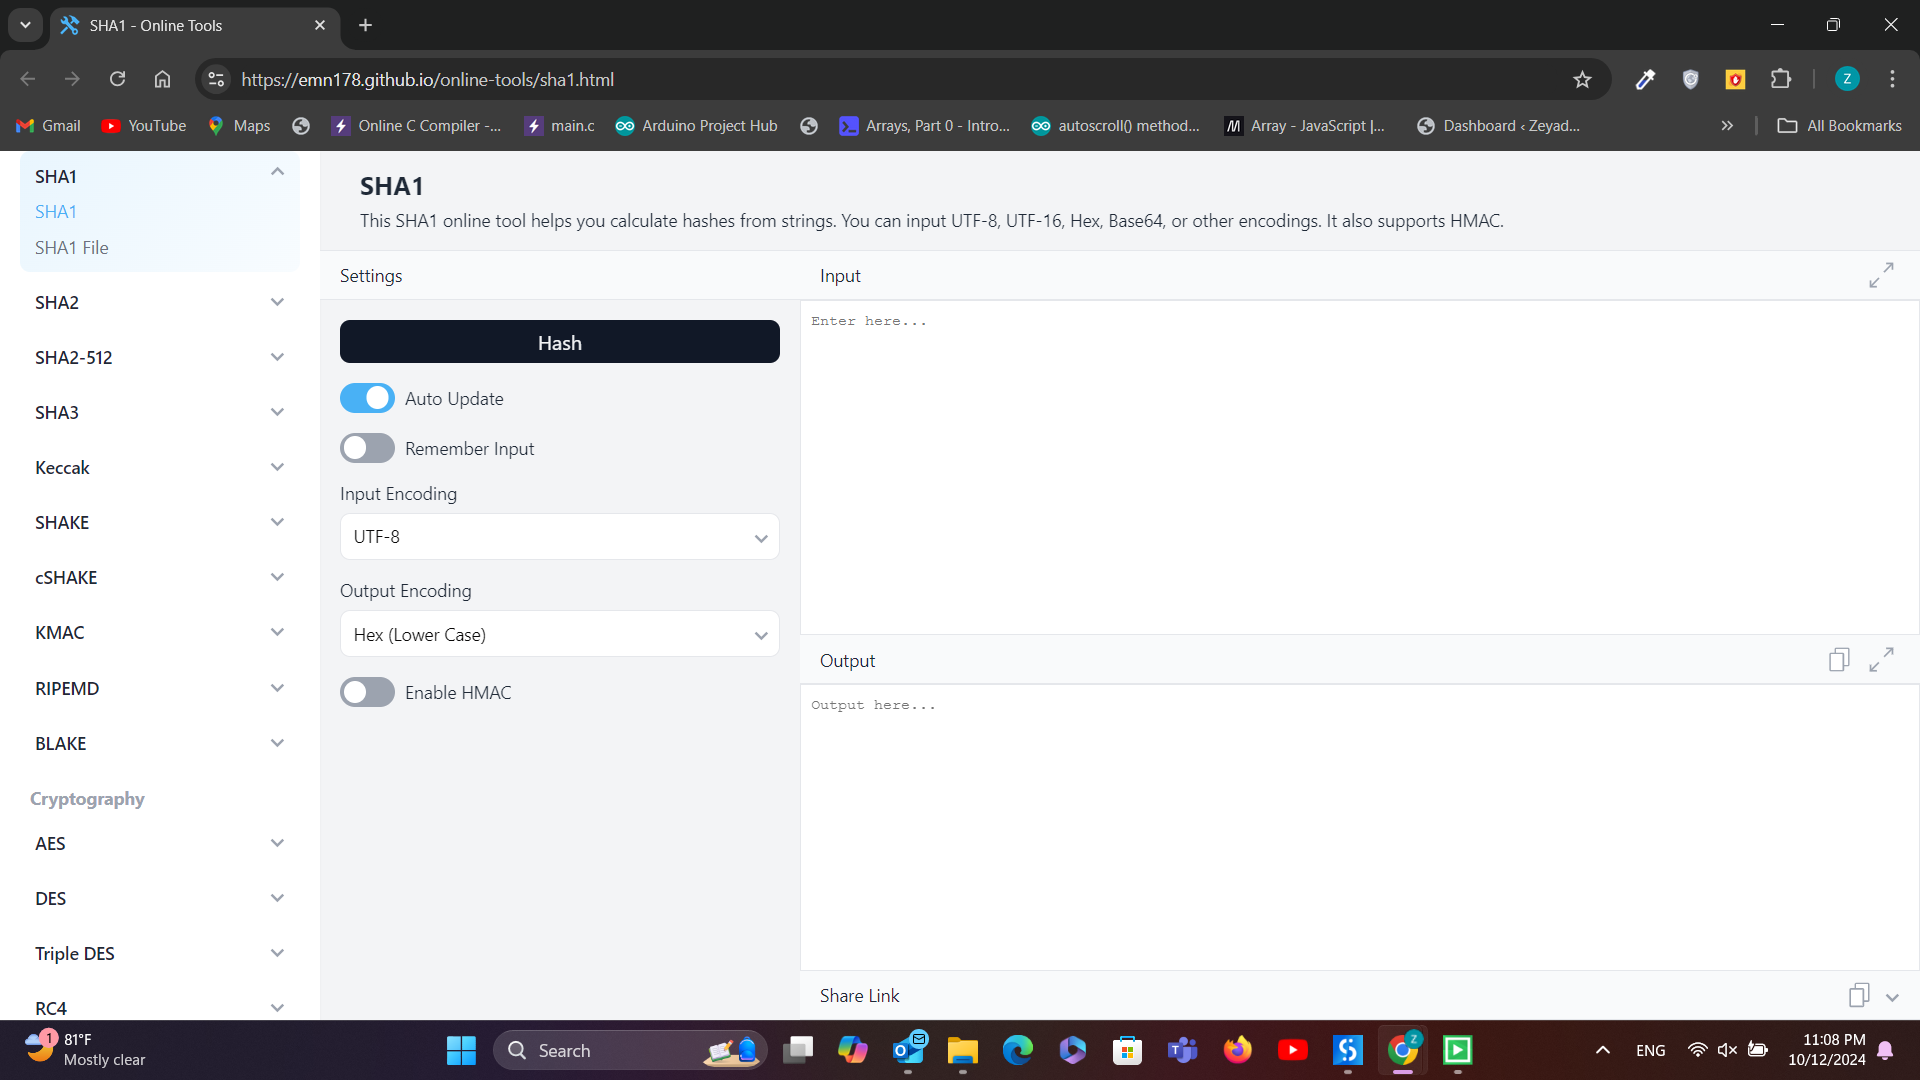 SHA1 - Online Tools
https://emn178.github.io/online-tools/sha1.html
Z
Gmail
YouTube
Maps
Online C Compiler -...
main.c
Arduino Project Hub
Arrays, Part 0 - Intro...
autoscroll() method...
Array - JavaScript |...
Dashboard ‹ Zeyad...
All Bookmarks
SHA1
SHA1
SHA1 File
SHA2
SHA2-512
SHA3
Keccak
SHAKE
cSHAKE
KMAC
RIPEMD
BLAKE
Cryptography
AES
DES
Triple DES
RC4
SHA1
This SHA1 online tool helps you calculate hashes from strings. You can input UTF-8, UTF-16, Hex, Base64, or other encodings. It also supports HMAC.
Settings
Hash
Auto Update
Remember Input
Input Encoding
UTF-8
Output Encoding
Hex (Lower Case)
Enable HMAC
Input
Enter here...
Output
Output here...
Share Link
1
81°F
Mostly clear
Search
Z
ENG
11:08 PM
10/12/2024